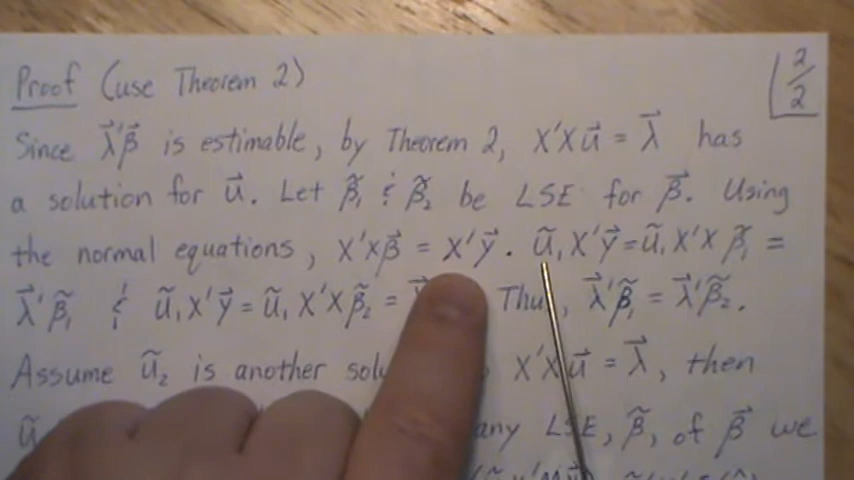 Proof (use Theorem 2)
2/2
Since λ⃗'β⃗ is estimable, by Theorem 2, X'Xu⃗ = λ⃗ has
a solution for u⃗. Let β̃₁ & β̃₂ be LSE for β⃗. Using
the normal equations, X'Xβ⃗ = X'y⃗. ũ₁X'y⃗ = ũ₁X'Xβ̃₁ =
λ⃗'β̃₁ & ũ₁X'y⃗ = ũ₁X'Xβ̃₂ = , λ⃗'β̃₁ = λ⃗'β̃₂.
Assume ũ₂ is another X'Xu⃗ = λ⃗, then
any LSE, β̃, of β⃗ we